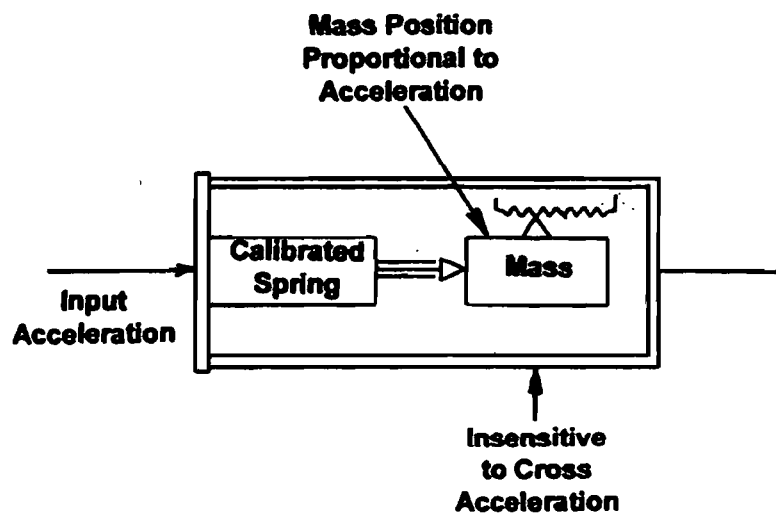 Mass Position
Proportional to
Acceleration
Calibrated
Spring
Mass
Input
Acceleration
Insensitive
to Cross
Acceleration